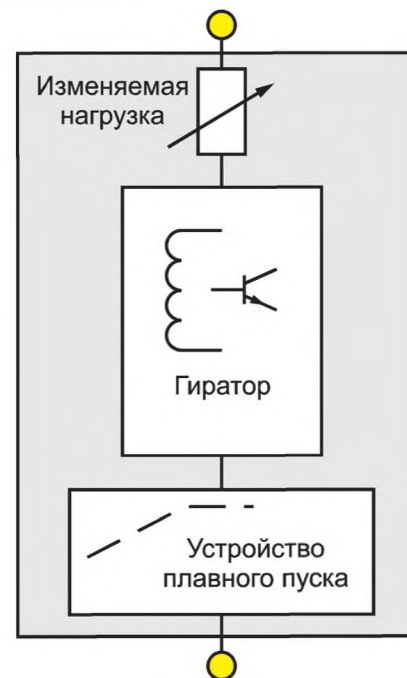 Изменяемая
нагрузка
Гиратор
Устройство
плавного пуска